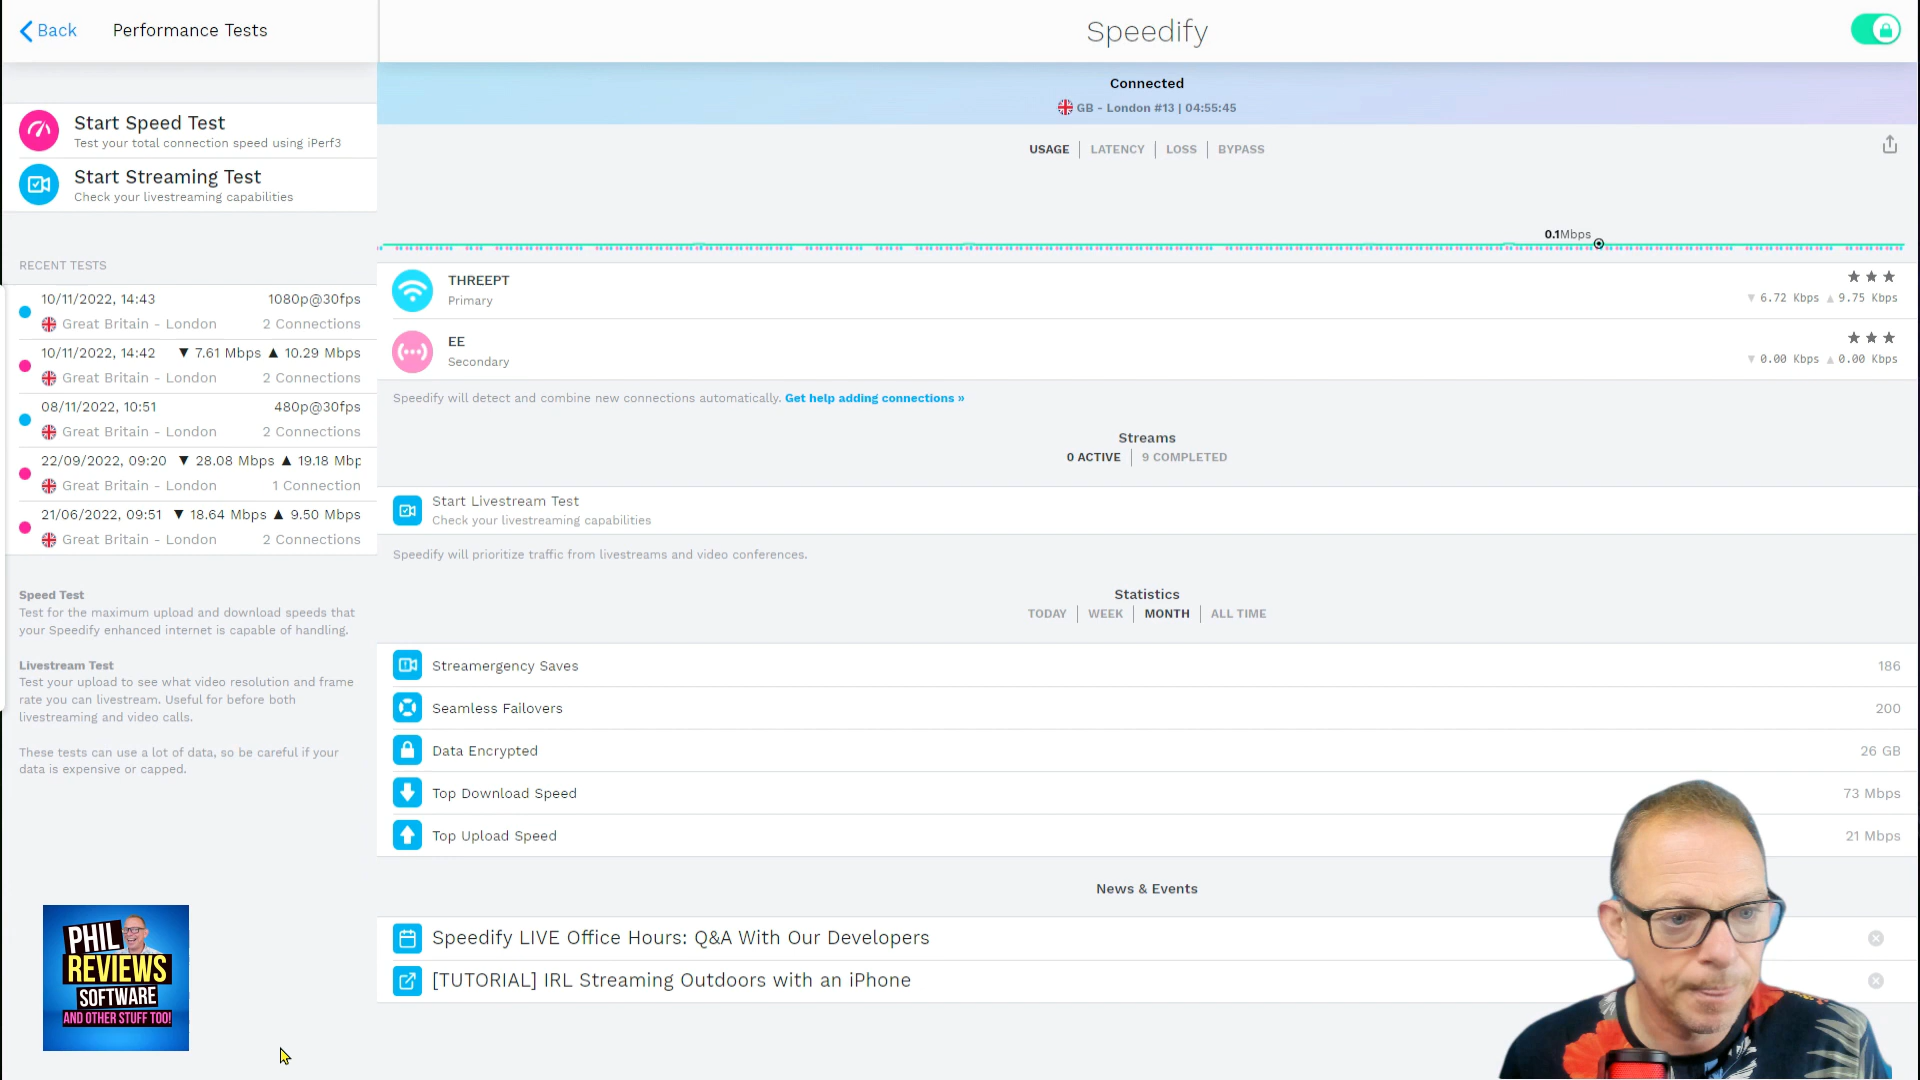 Back
Performance Tests
Speedify
Start Speed Test
Test your total connection speed using iPerf3
Start Streaming Test
Check your livestreaming capabilities
RECENT TESTS
10/11/2022, 14:43 1080p@30fps
Great Britain - London 2 Connections
10/11/2022, 14:42 ▼ 7.61 Mbps ▲ 10.29 Mbps
Great Britain - London 2 Connections
08/11/2022, 10:51 480p@30fps
Great Britain - London 2 Connections
22/09/2022, 09:20 ▼ 28.08 Mbps ▲ 19.18 Mbp
Great Britain - London 1 Connection
21/06/2022, 09:51 ▼ 18.64 Mbps ▲ 9.50 Mbps
Great Britain - London 2 Connections
Speed Test
Test for the maximum upload and download speeds that
your Speedify enhanced internet is capable of handling.
Livestream Test
Test your upload to see what video resolution and frame
rate you can livestream. Useful for before both
livestreaming and video calls.
These tests can use a lot of data, so be careful if your
data is expensive or capped.
PHIL
REVIEWS
SOFTWARE
AND OTHER STUFF TOO!
Connected
GB - London #13 | 04:55:45
USAGE | LATENCY | LOSS | BYPASS
0.1Mbps
THREEPT
Primary
★ ★ ★
▼ 6.72 Kbps ▲ 9.75 Kbps
EE
Secondary
★ ★ ★
▼ 0.00 Kbps ▲ 0.00 Kbps
Speedify will detect and combine new connections automatically. Get help adding connections »
Streams
0 ACTIVE | 9 COMPLETED
Start Livestream Test
Check your livestreaming capabilities
Speedify will prioritize traffic from livestreams and video conferences.
Statistics
TODAY | WEEK | MONTH | ALL TIME
Streamergency Saves 186
Seamless Failovers 200
Data Encrypted 26 GB
Top Download Speed 73 Mbps
Top Upload Speed 21 Mbps
News & Events
Speedify LIVE Office Hours: Q&A With Our Developers
[TUTORIAL] IRL Streaming Outdoors with an iPhone